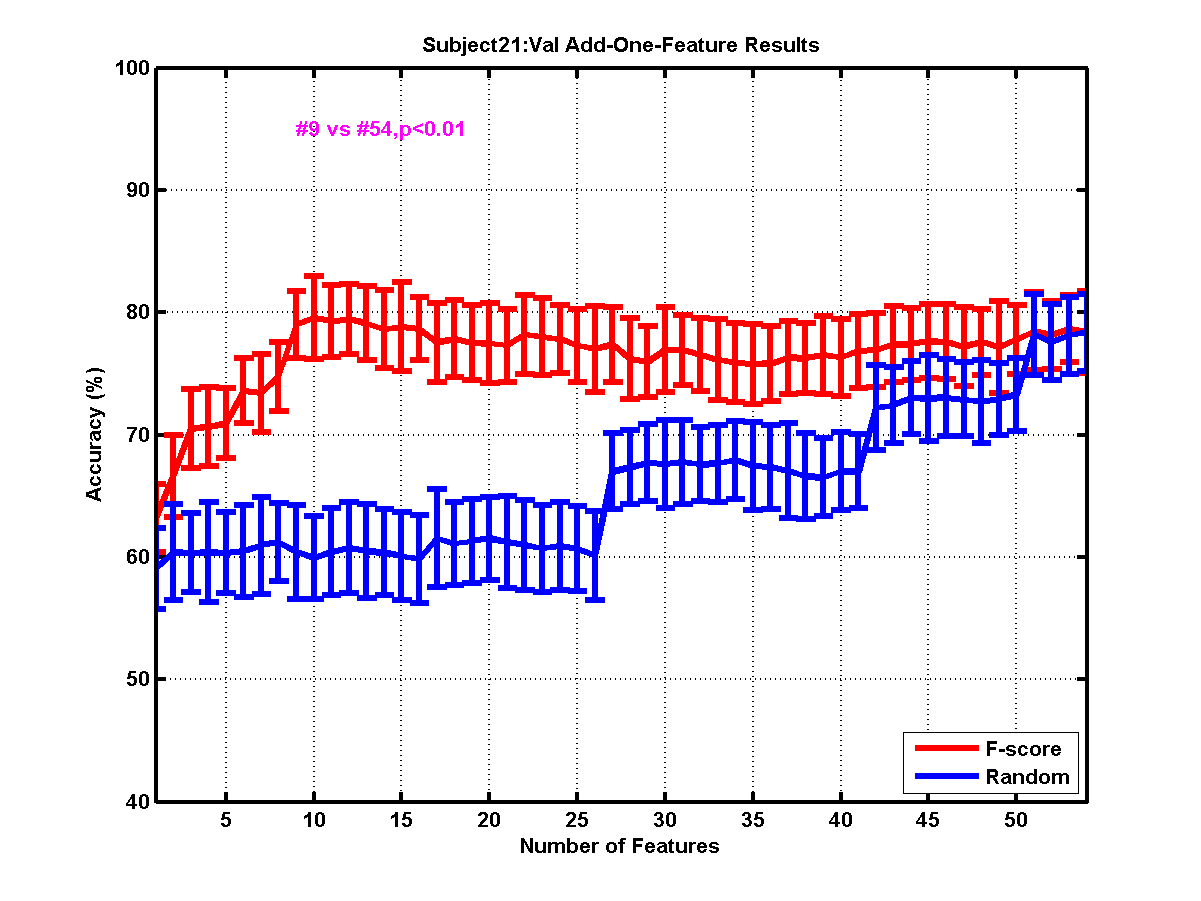 Subject21:Val Add-One-Feature Results
100
90
80
70
60
50
40
Accuracy (%)
#9 vs #54,p<0.01
F-score
Random
5 10 15 20 25 30 35 40 45 50
Number of Features